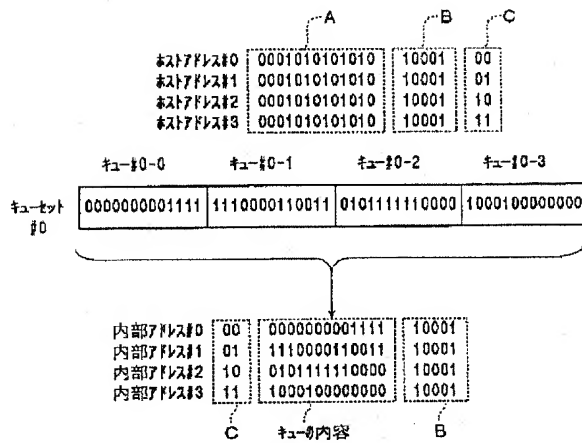 A B C
ホストアドレス#0 0001010101010 10001 00
ホストアドレス#1 0001010101010 10001 01
ホストアドレス#2 0001010101010 10001 10
ホストアドレス#3 0001010101010 10001 11
キュー#0-0 キュー#0-1 キュー#0-2 キュー#0-3
キューセット
#0
0000000001111 1110000110011 0101111110000 1000100000000
内部アドレス#0 00 0000000001111 10001
内部アドレス#1 01 1110000110011 10001
内部アドレス#2 10 0101111110000 10001
内部アドレス#3 11 1000100000000 10001
C キューの内容 B